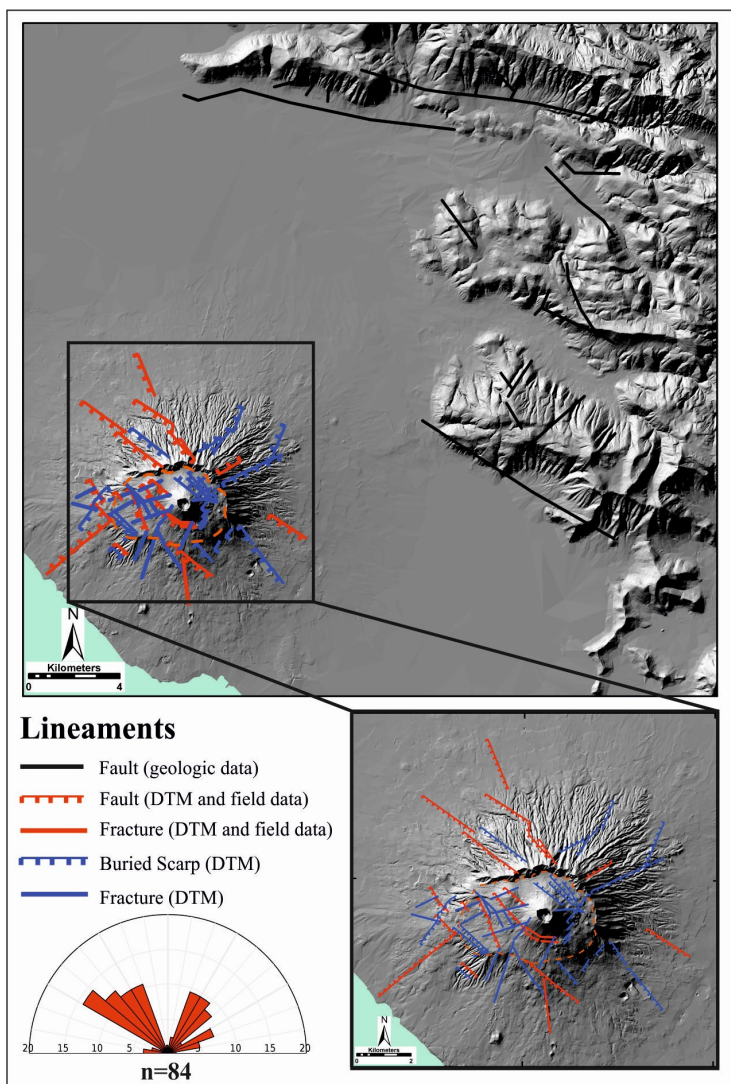 N
Kilometers
0 4
Lineaments
Fault (geologic data)
Fault (DTM and field data)
Fracture (DTM and field data)
Buried Scarp (DTM)
Fracture (DTM)
20 15 10 5 5 10 15 20
n=84
N
Kilometers
0 2